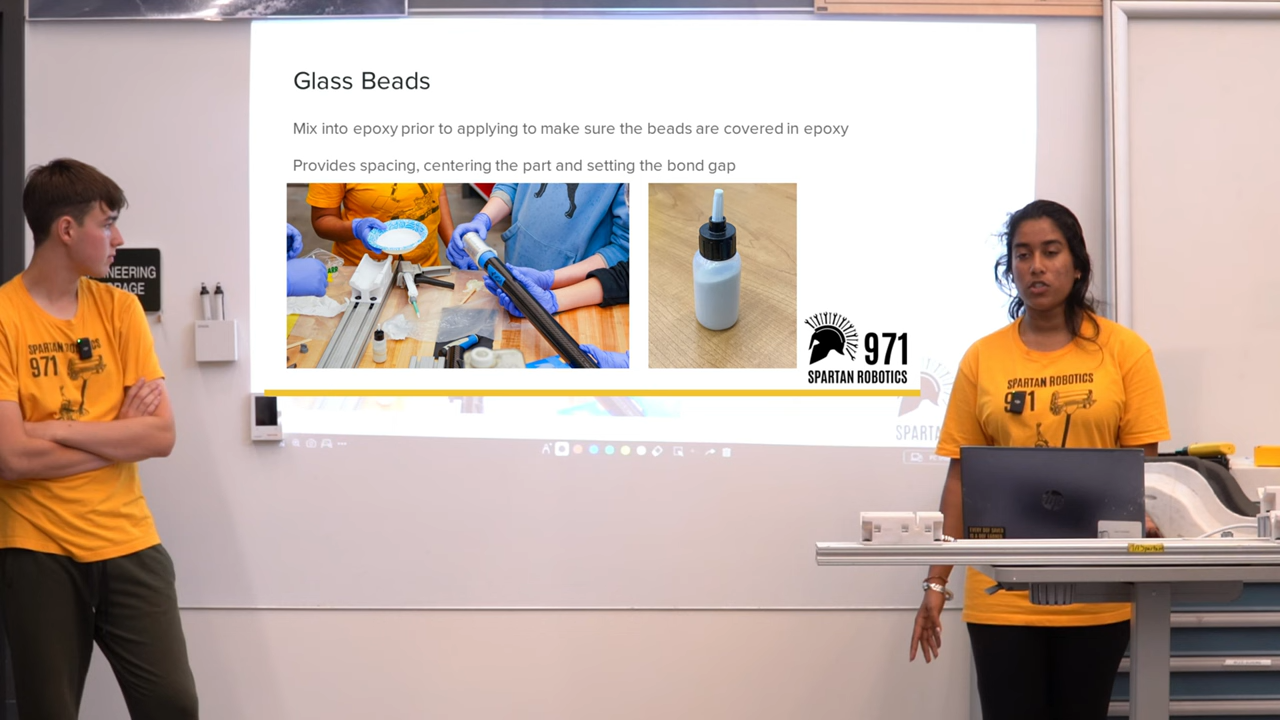 Glass Beads
Mix into epoxy prior to applying to make sure the beads are covered in epoxy
Provides spacing, centering the part and setting the bond gap
971
SPARTAN ROBOTICS
SPARTAN
971
SPARTAN ROBOTICS
971
hp